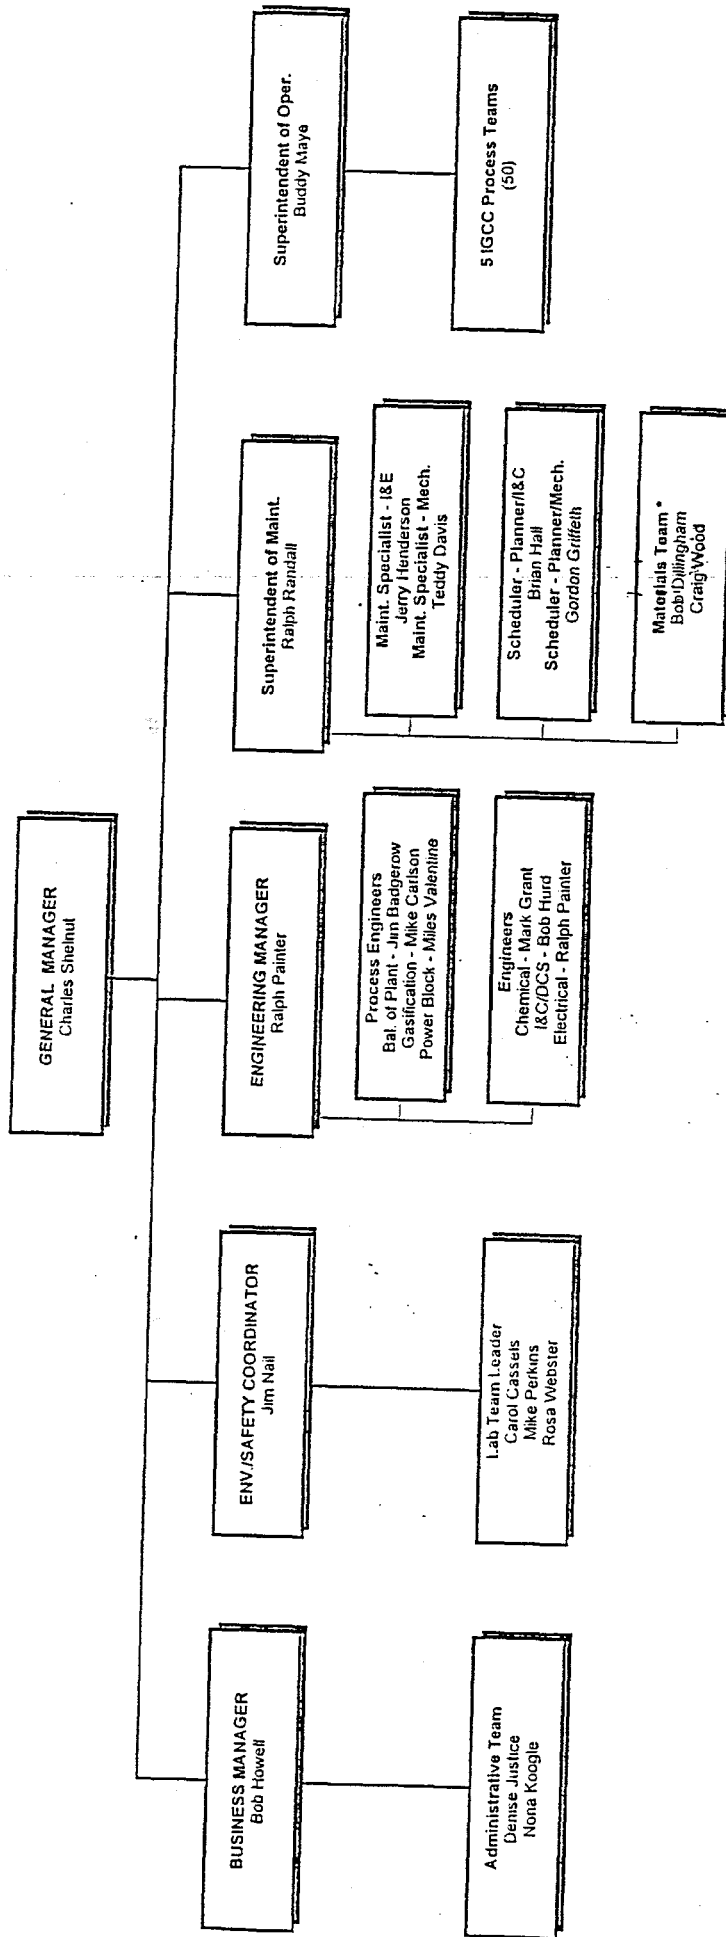 GENERAL MANAGER
Charles Shelnut
BUSINESS MANAGER
Bob Howell
ENV./SAFETY COORDINATOR
Jim Nail
ENGINEERING MANAGER
Ralph Painter
Superintendent of Maint.
Ralph Randall
Superintendent of Oper.
Buddy Maye
Administrative Team
Denise Justice
Nona Koogle
Lab Team Leader
Carol Cassels
Mike Perkins
Rosa Webster
Process Engineers
Bal. of Plant - Jim Badgerow
Gasification - Mike Carlson
Power Block - Miles Valentine
Engineers
Chemical - Mark Grant
I&C/DCS - Bob Hurd
Electrical - Ralph Painter
Maint. Specialist - I&E
Jerry Henderson
Maint. Specialist - Mech.
Teddy Davis
Scheduler - Planner/I&C
Brian Hall
Scheduler - Planner/Mech.
Gordon Griffeth
Materials Team *
Bob Dillingham
Craig Wood
5 IGCC Process Teams
(50)